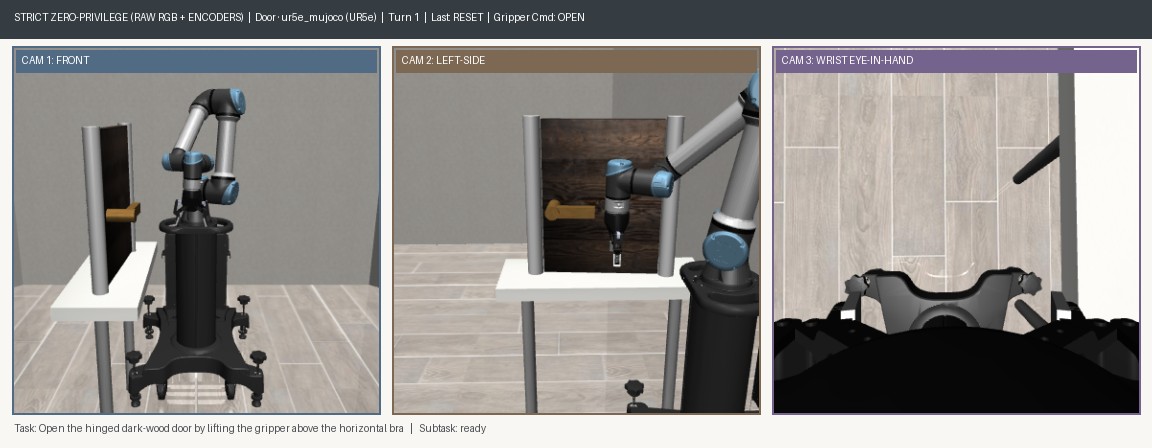 STRICT ZERO-PRIVILEGE (RAW RGB + ENCODERS) | Door · ur5e_mujoco (UR5e) | Turn 1 | Last RESET | Gripper Cmd: OPEN
CAM 1: FRONT
CAM 2: LEFT-SIDE
CAM 3: WRIST EYE-IN-HAND
Task: Open the hinged dark-wood door by lifting the gripper above the horizontal bra | Subtask: ready